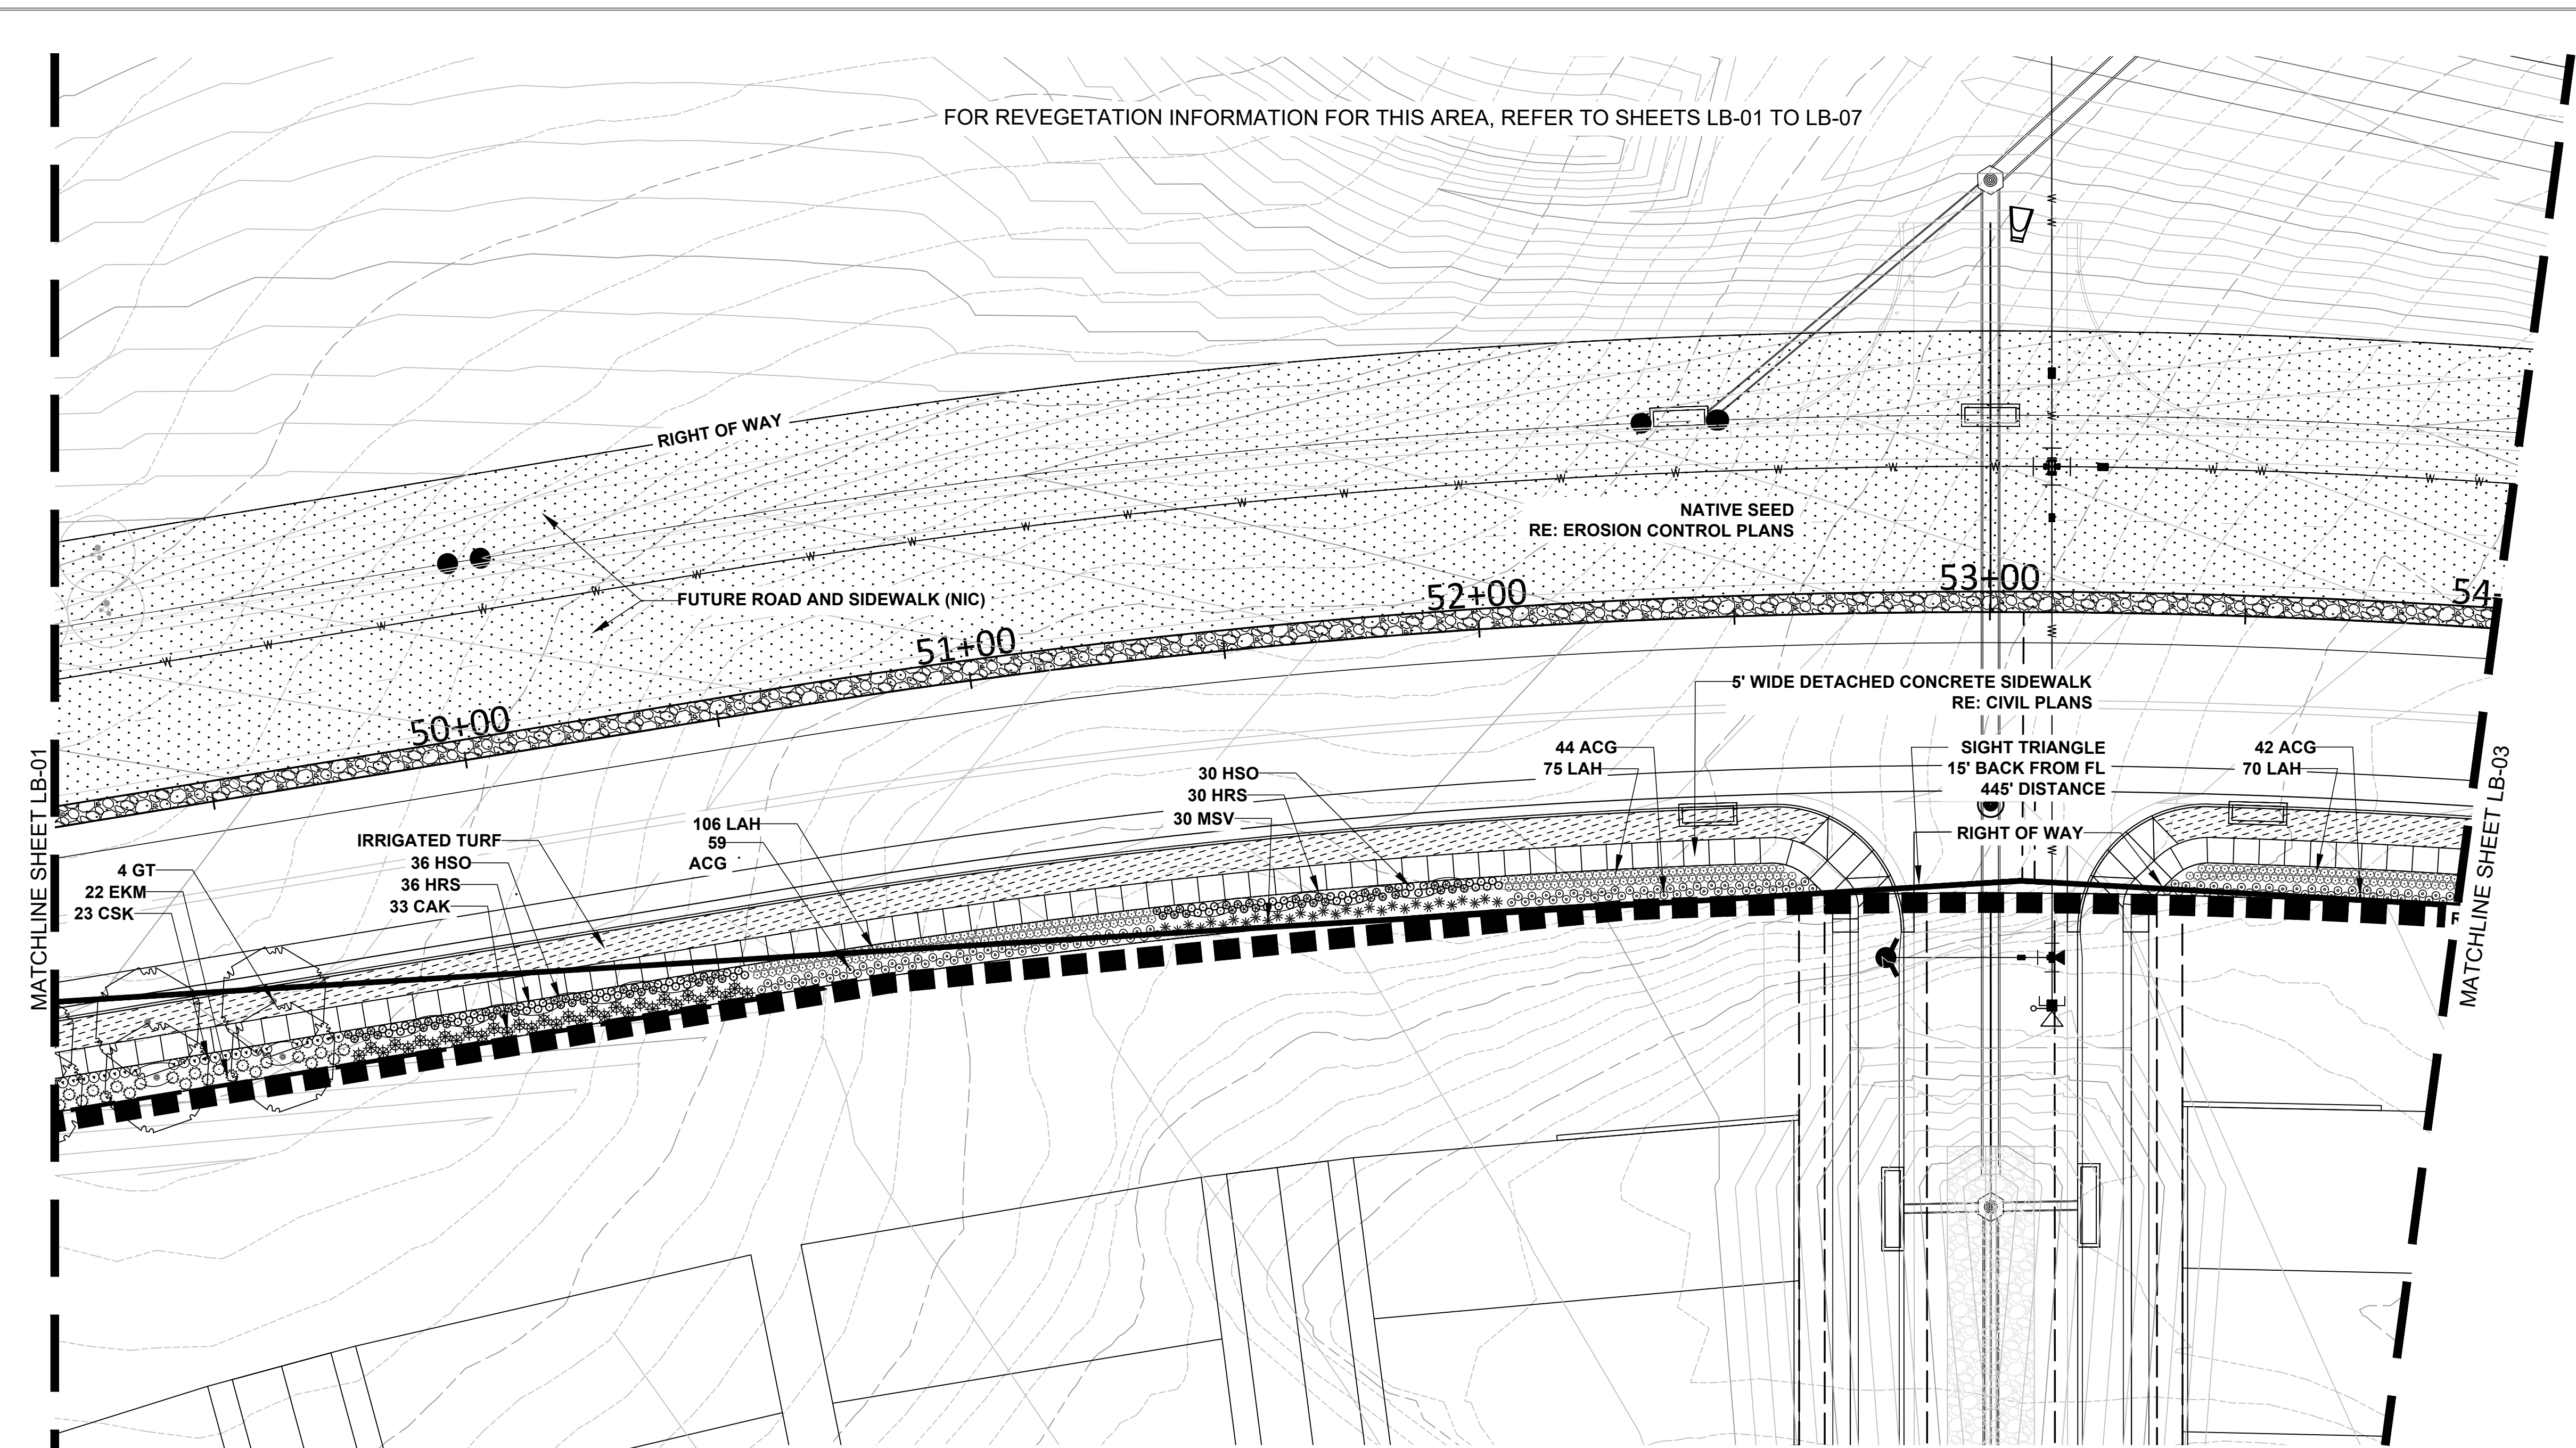 FOR REVEGETATION INFORMATION FOR THIS AREA, REFER TO SHEETS LB-01 TO LB-07
RIGHT OF WAY
NATIVE SEED
RE: EROSION CONTROL PLANS
FUTURE ROAD AND SIDEWALK (NIC)
50+00
51+00
52+00
53+00
54-
5' WIDE DETACHED CONCRETE SIDEWALK
RE: CIVIL PLANS
SIGHT TRIANGLE
15' BACK FROM FL
445' DISTANCE
RIGHT OF WAY
42 ACG
70 LAH
44 ACG
75 LAH
30 HSO
30 HRS
30 MSV
106 LAH
59
ACG
IRRIGATED TURF
36 HSO
36 HRS
33 CAK
4 GT
22 EKM
23 CSK
MATCHLINE SHEET LB-01
MATCHLINE SHEET LB-03
W W W W W W W W W W W W W W W W W W W W W